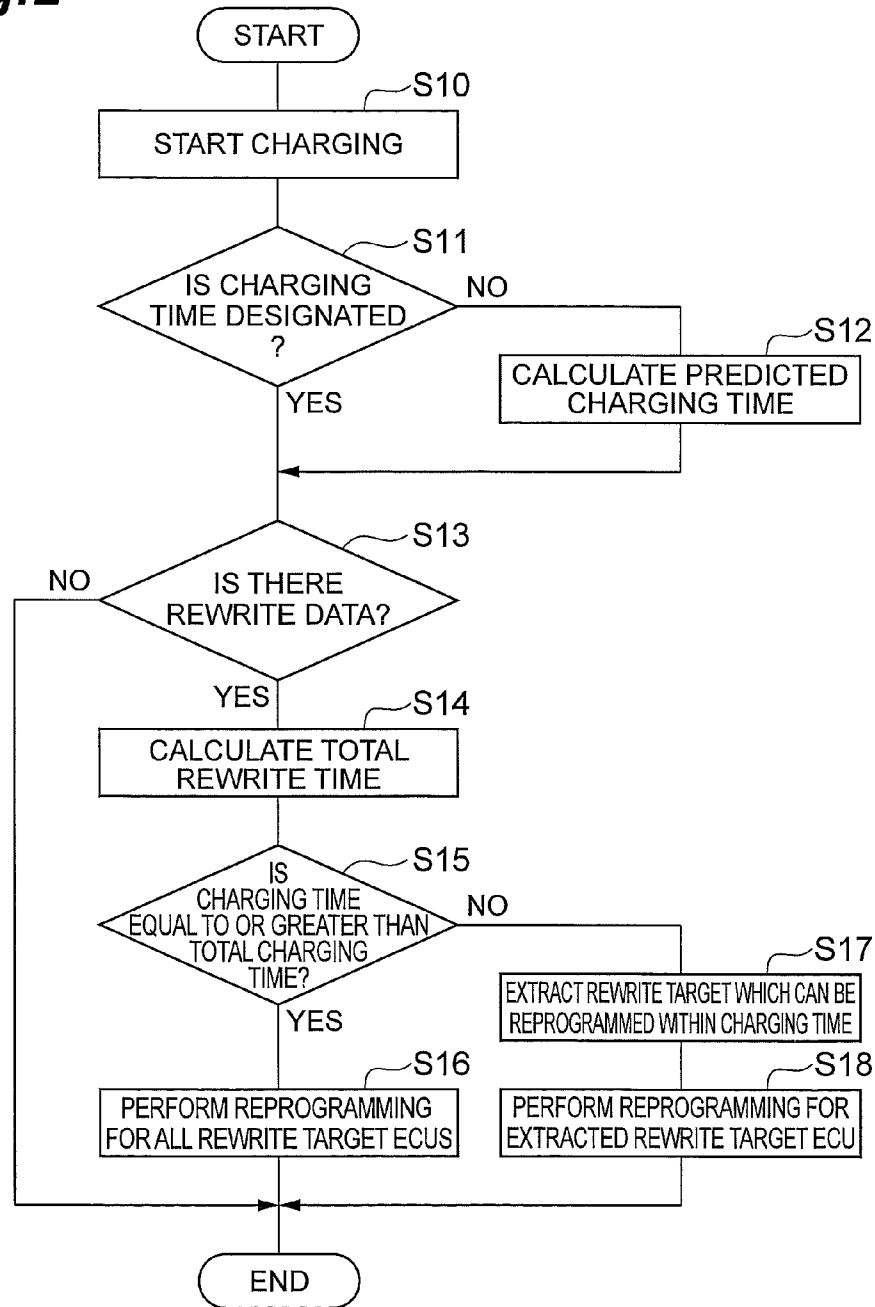 START
S10
START CHARGING
S11
IS CHARGING
TIME DESIGNATED
?
NO
YES
S12
CALCULATE PREDICTED
CHARGING TIME
S13
IS THERE
REWRITE DATA?
NO
YES
S14
CALCULATE TOTAL
REWRITE TIME
S15
IS
CHARGING TIME
EQUAL TO OR GREATER THAN
TOTAL CHARGING
TIME?
NO
YES
S17
EXTRACT REWRITE TARGET WHICH CAN BE
REPROGRAMMED WITHIN CHARGING TIME
S16
PERFORM REPROGRAMMING
FOR ALL REWRITE TARGET ECUS
S18
PERFORM REPROGRAMMING FOR
EXTRACTED REWRITE TARGET ECU
END